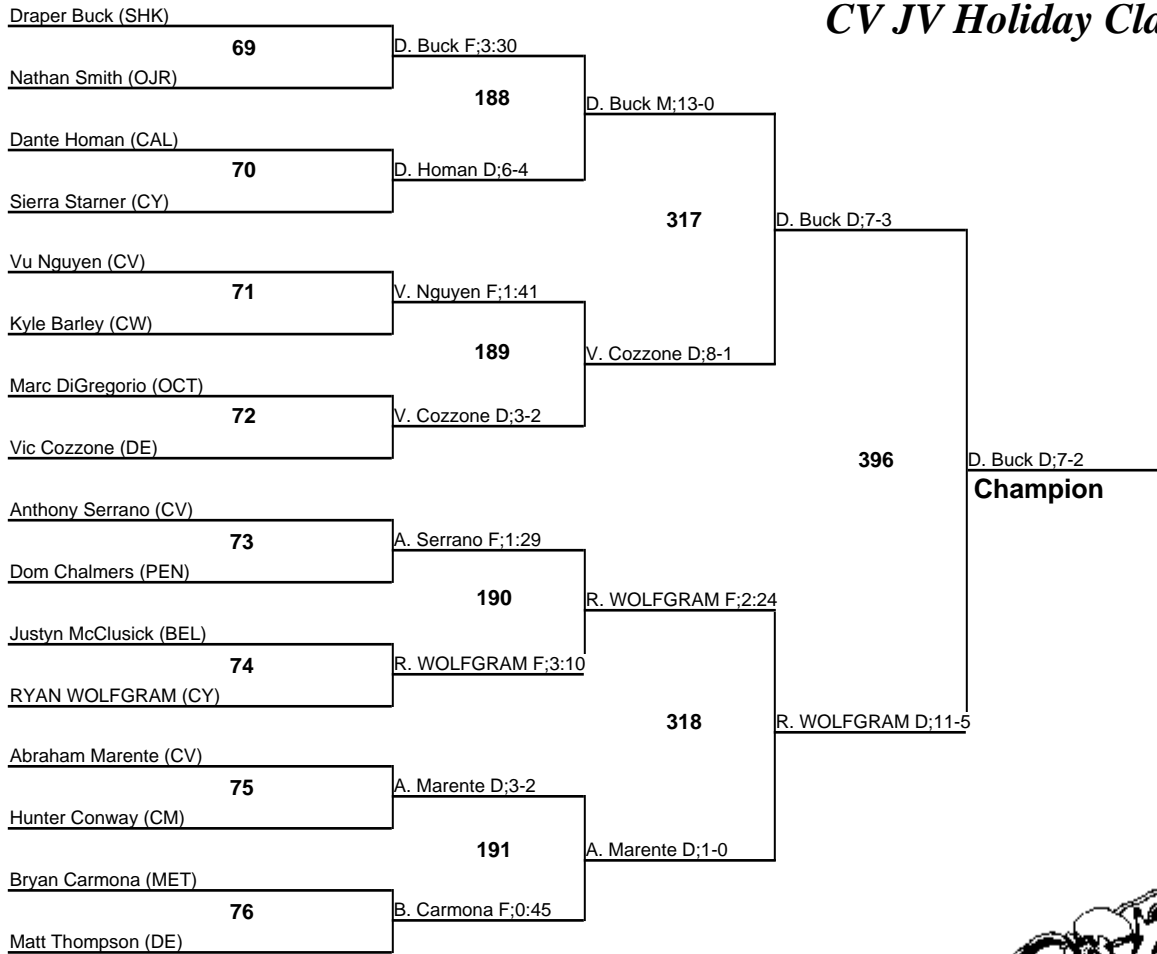 CV JV Holiday Cla
Draper Buck (SHK)
69
D. Buck F;3:30
Nathan Smith (OJR)
188
D. Buck M;13-0
Dante Homan (CAL)
70
D. Homan D;6-4
Sierra Starner (CY)
317
D. Buck D;7-3
Vu Nguyen (CV)
71
V. Nguyen F;1:41
Kyle Barley (CW)
189
V. Cozzone D;8-1
Marc DiGregorio (OCT)
72
V. Cozzone D;3-2
Vic Cozzone (DE)
396
D. Buck D;7-2
Champion
Anthony Serrano (CV)
73
A. Serrano F;1:29
Dom Chalmers (PEN)
190
R. WOLFGRAM F;2:24
Justyn McClusick (BEL)
74
R. WOLFGRAM F;3:10
RYAN WOLFGRAM (CY)
318
R. WOLFGRAM D;11-5
Abraham Marente (CV)
75
A. Marente D;3-2
Hunter Conway (CM)
191
A. Marente D;1-0
Bryan Carmona (MET)
76
B. Carmona F;0:45
Matt Thompson (DE)